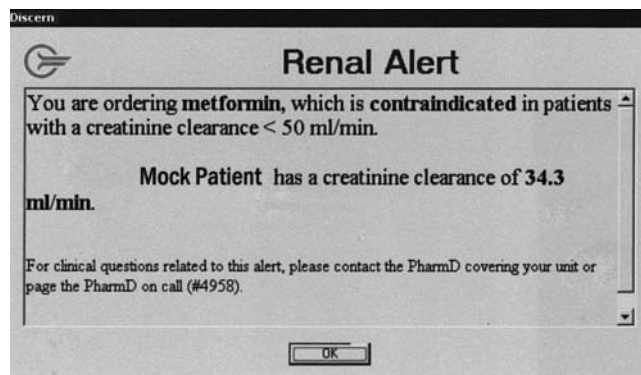 Discern
Renal Alert
You are ordering metformin, which is contraindicated in patients
with a creatinine clearance < 50 ml/min.
Mock Patient has a creatinine clearance of 34.3
ml/min.
For clinical questions related to this alert, please contact the PharmD covering your unit or
page the PharmD on call (#4958).
OK